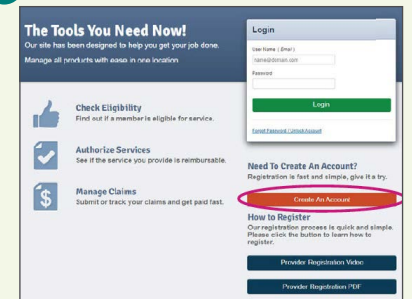 The Tools You Need Now!
Our site has been designed to help you get your job done.
Manage all products with ease in one location
Login
User Name ( Email )
name@domain.com
Password
Login
Forgot Password / Unlock Account
Check Eligibility
Find out if a member is eligible for service.
Authorize Services
See if the service you provide is reimbursable.
Manage Claims
Submit or track your claims and get paid fast.
Need To Create An Account?
Registration is fast and simple, give it a try.
Create An Account
How to Register
Our registration process is quick and simple.
Please click the button to learn how to
register.
Provider Registration Video
Provider Registration PDF